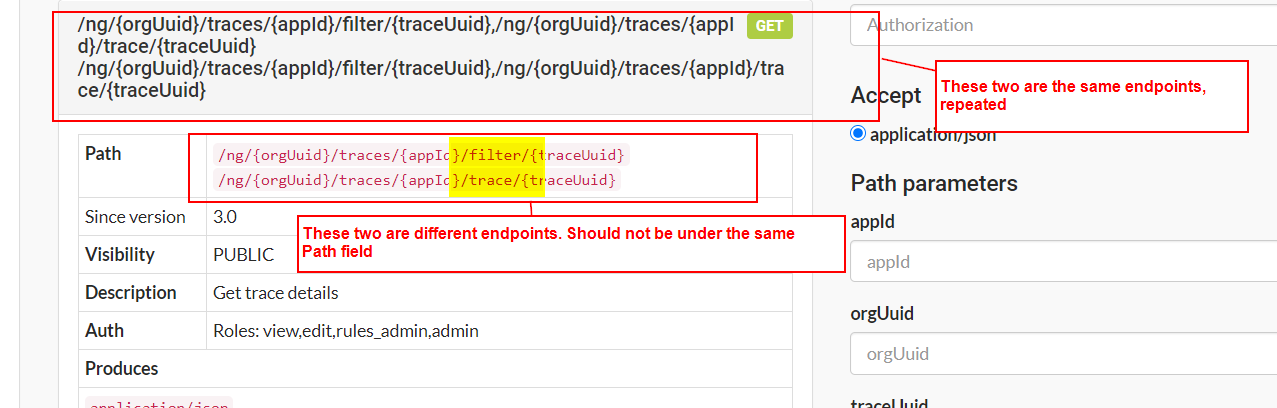 /ng/{orgUuid}/traces/{appId}/filter/{traceUuid},/ng/{orgUuid}/traces/{appI
d}/trace/{traceUuid}
/ng/{orgUuid}/traces/{appId}/filter/{traceUuid},/ng/{orgUuid}/traces/{appId}/tra
ce/{traceUuid}
GET
Path
/ng/{orgUuid}/traces/{appId}/filter/{traceUuid}
/ng/{orgUuid}/traces/{appId}/trace/{traceUuid}
These two are different endpoints. Should not be under the same
Path field
Since version 3.0
Visibility PUBLIC
Description Get trace details
Auth Roles: view,edit,rules_admin,admin
Produces
application/json
Authorization
These two are the same endpoints,
repeated
Accept
application/json
Path parameters
appId
appId
orgUuid
orgUuid
traceUuid